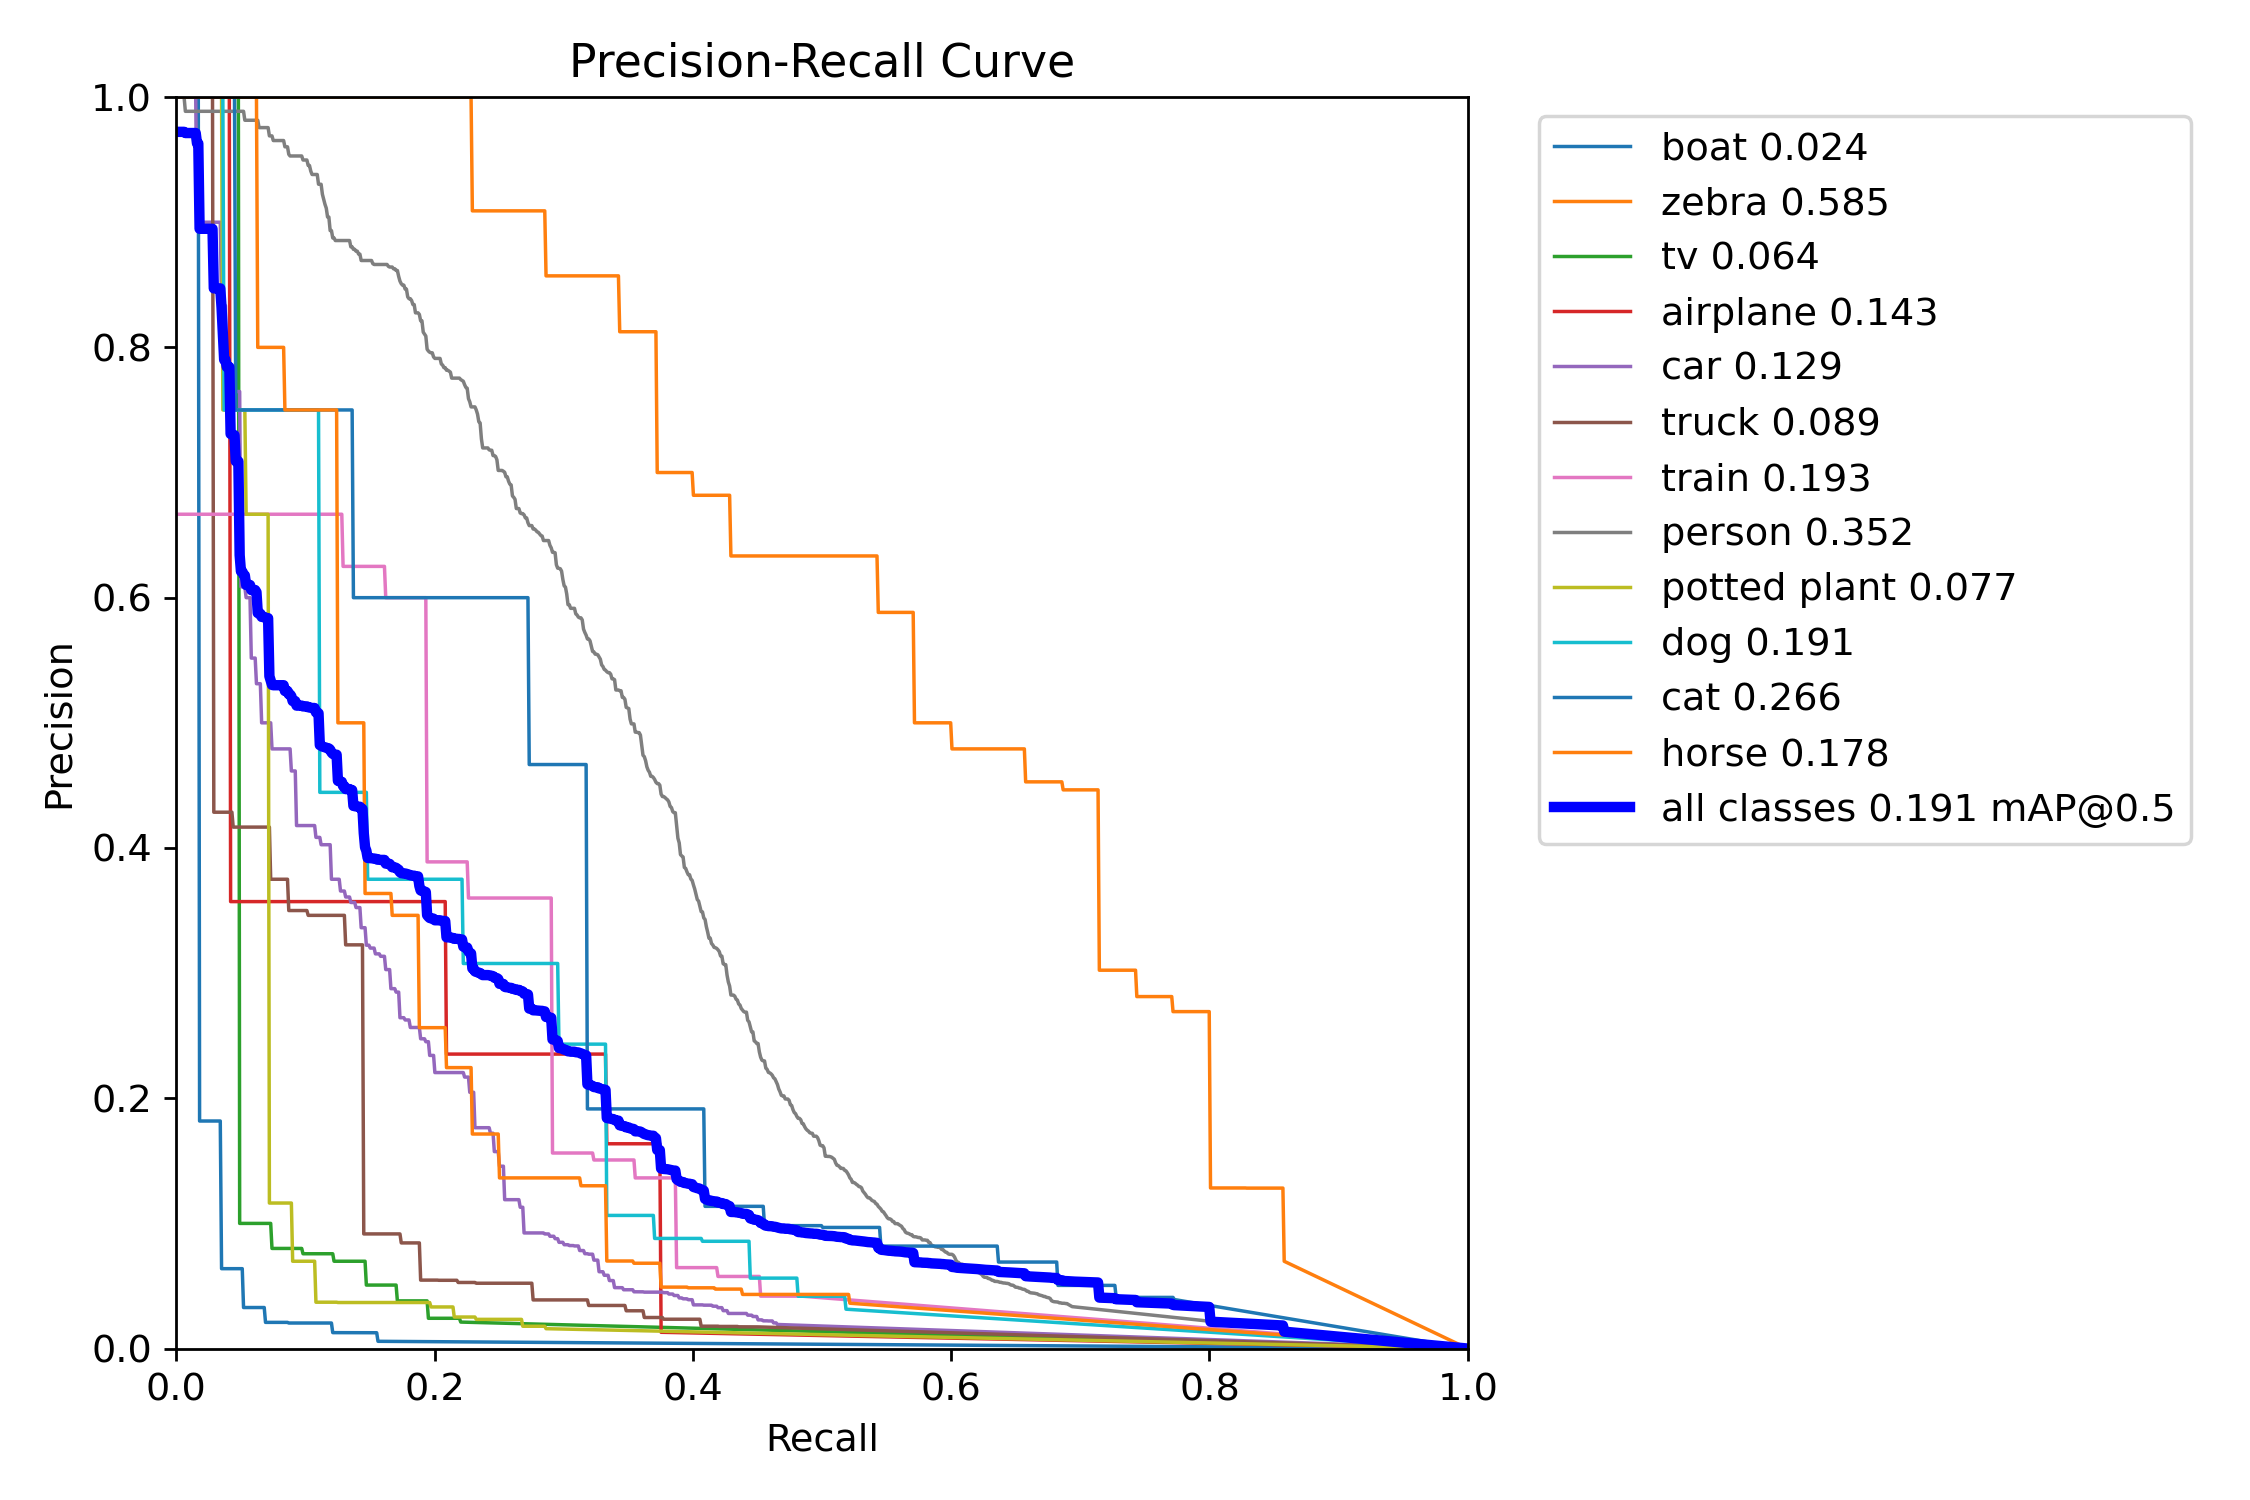 Precision-Recall Curve
1.0
0.8
0.6
0.4
0.2
0.0
Precision
0.0 0.2 0.4 0.6 0.8 1.0
Recall
boat 0.024
zebra 0.585
tv 0.064
airplane 0.143
car 0.129
truck 0.089
train 0.193
person 0.352
potted plant 0.077
dog 0.191
cat 0.266
horse 0.178
all classes 0.191 mAP@0.5